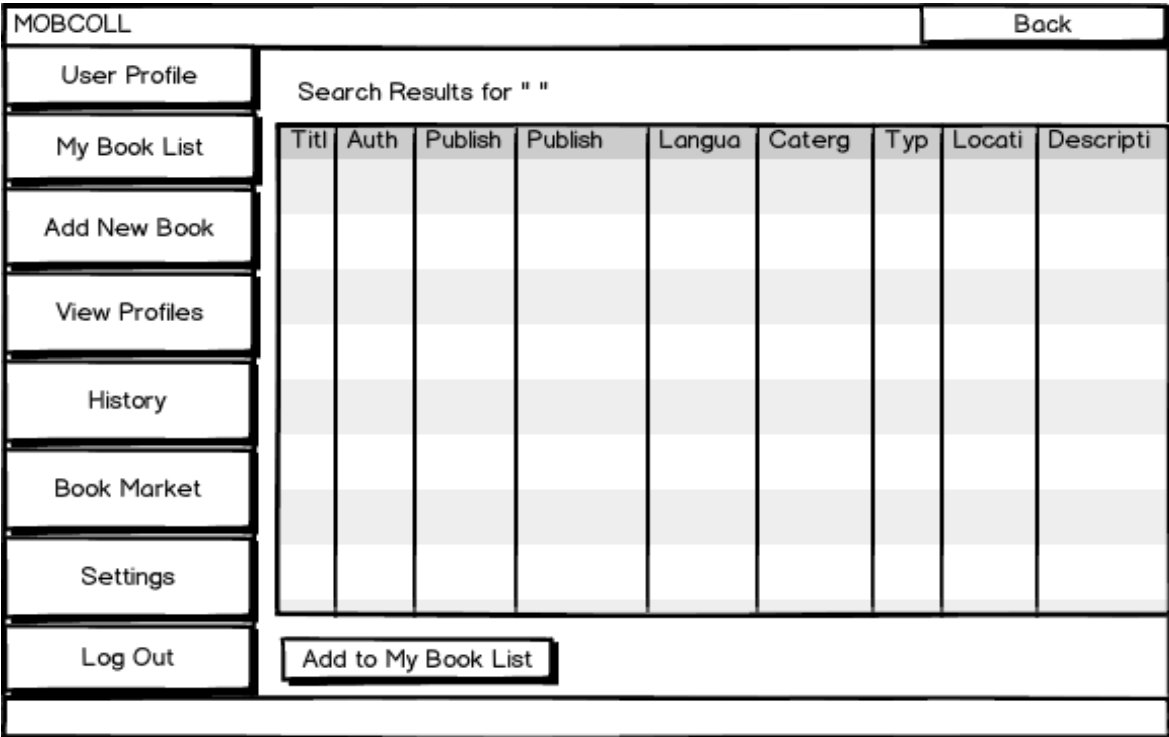 MOBCOLL
Back
User Profile
My Book List
Add New Book
View Profiles
History
Book Market
Settings
Log Out
Search Results for " "
Titl Auth Publish Publish Langua Caterg Typ Locati Descripti
Add to My Book List